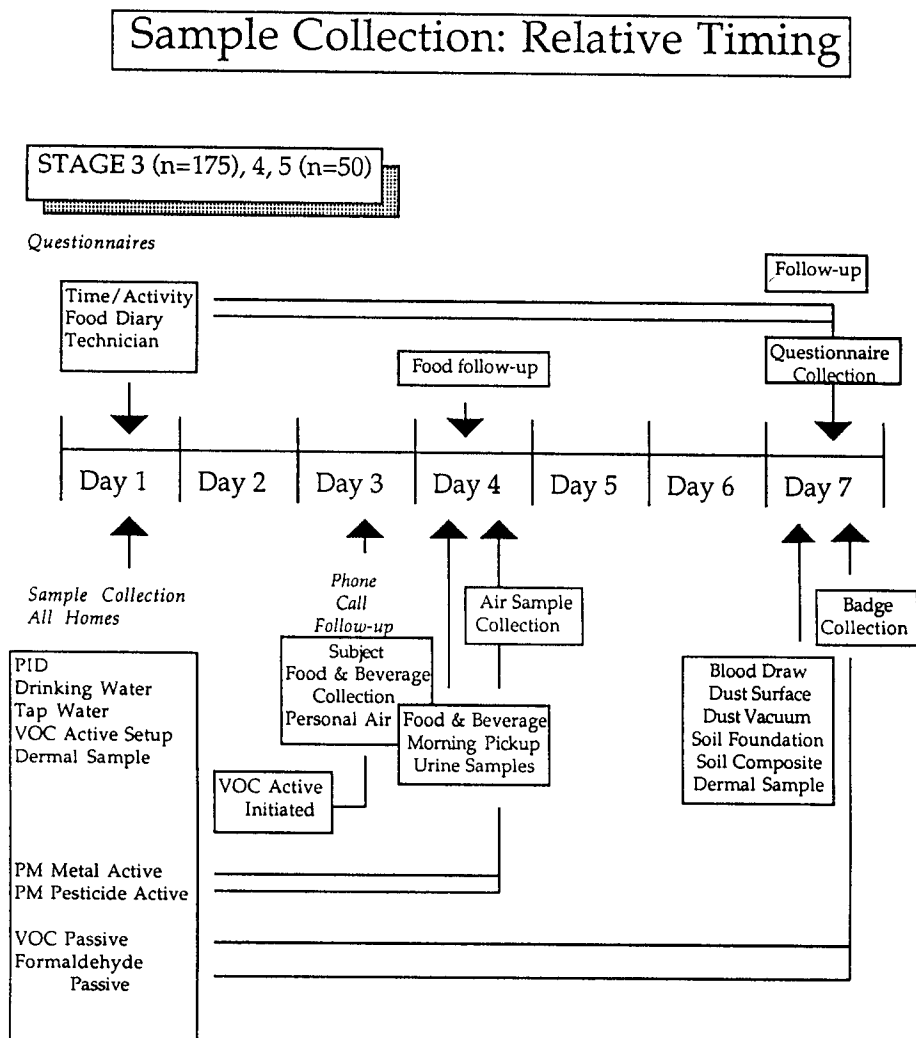 Sample Collection: Relative Timing
STAGE 3 (n=175), 4, 5 (n=50)
Questionnaires
Time/Activity
Food Diary
Technician
Food follow-up
Follow-up
Questionnaire
Collection
Day 1
Day 2
Day 3
Day 4
Day 5
Day 6
Day 7
Sample Collection
All Homes
PID
Drinking Water
Tap Water
VOC Active Setup
Dermal Sample
PM Metal Active
PM Pesticide Active
VOC Passive
Formaldehyde
Passive
Phone
Call
Follow-up
Subject
Food & Beverage
Collection
Personal Air
VOC Active
Initiated
Food & Beverage
Morning Pickup
Urine Samples
Air Sample
Collection
Blood Draw
Dust Surface
Dust Vacuum
Soil Foundation
Soil Composite
Dermal Sample
Badge
Collection